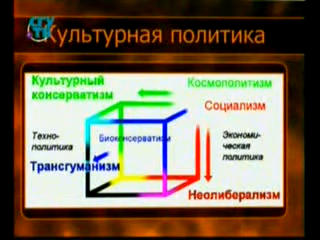 СГУ
ТВ
Культурная политика
Культурный
консерватизм
Космополитизм
Социализм
Техно-
политика
Биоконсерватизм
Экономи-
ческая
политика
Трансгуманизм
Неолиберализм